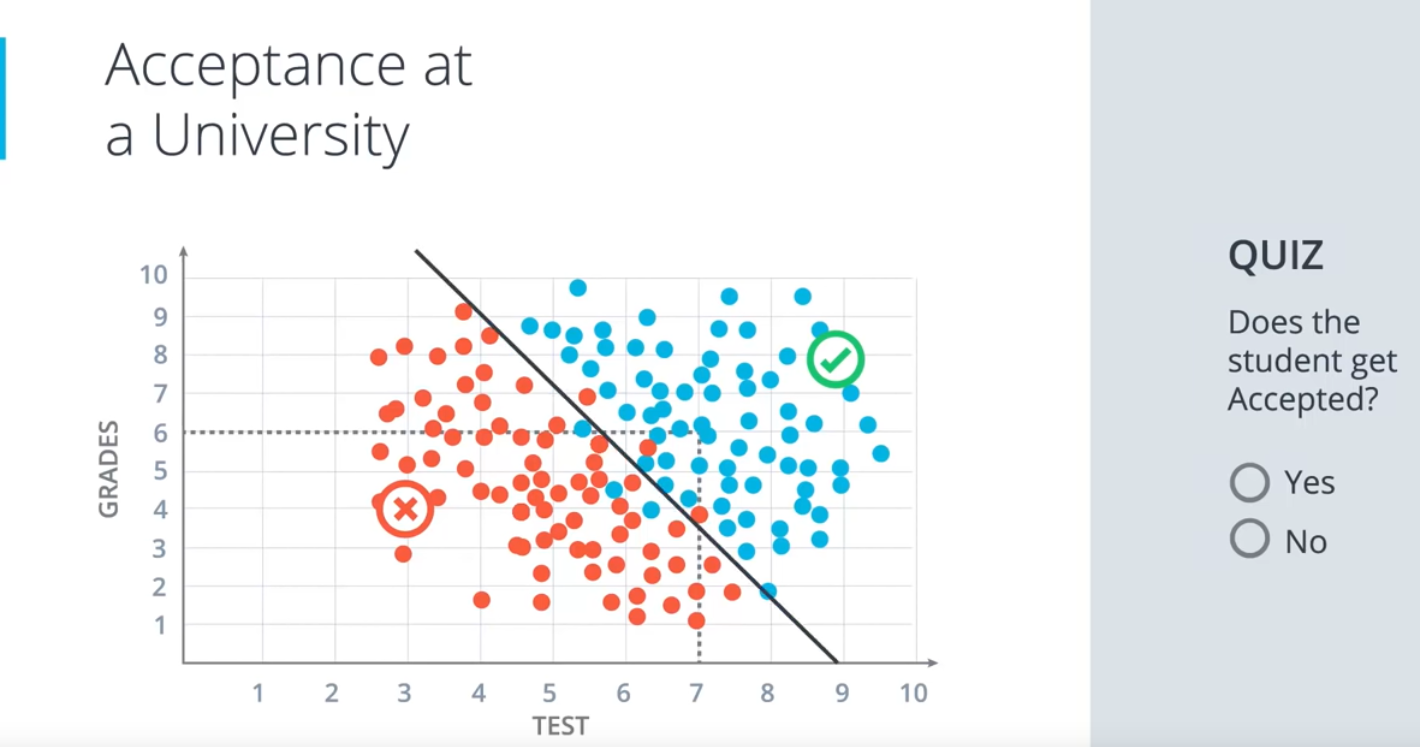 Acceptance at
a University
QUIZ
Does the
student get
Accepted?
Yes
No
GRADES
10
9
8
7
6
5
4
3
2
1
1 2 3 4 5 6 7 8 9 10
TEST